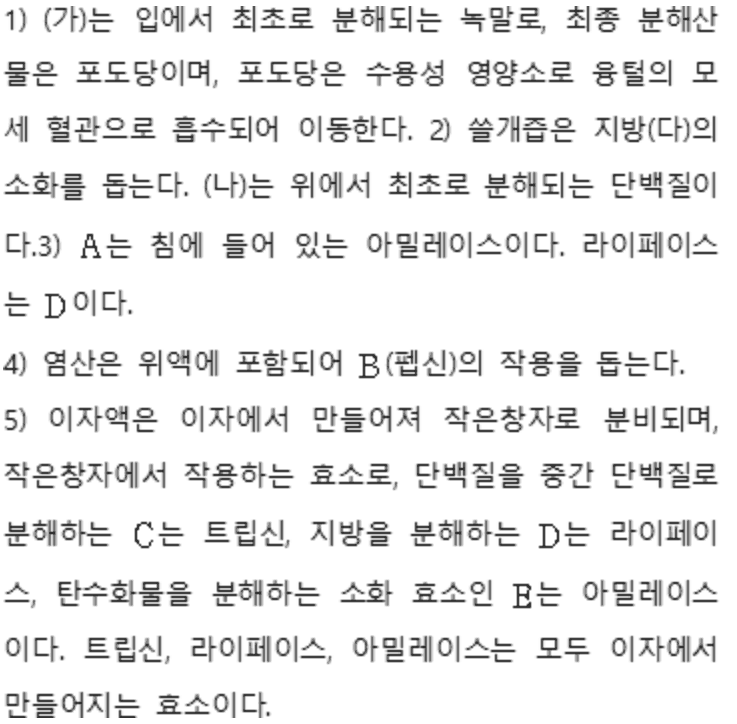 1) (가)는 입에서 최초로 분해되는 녹말로, 최종 분해산
물은 포도당이며, 포도당은 수용성 영양소로 융털의 모
세 혈관으로 흡수되어 이동한다. 2) 쓸개즙은 지방(다)의
소화를 돕는다. (나)는 위에서 최초로 분해되는 단백질이
다.3) A는 침에 들어 있는 아밀레이스이다. 라이페이스
는 D이다.
4) 염산은 위액에 포함되어 B(펩신)의 작용을 돕는다.
5) 이자액은 이자에서 만들어져 작은창자로 분비되며,
작은창자에서 작용하는 효소로, 단백질을 중간 단백질로
분해하는 C는 트립신, 지방을 분해하는 D는 라이페이
스, 탄수화물을 분해하는 소화 효소인 E는 아밀레이스
이다. 트립신, 라이페이스, 아밀레이스는 모두 이자에서
만들어지는 효소이다.